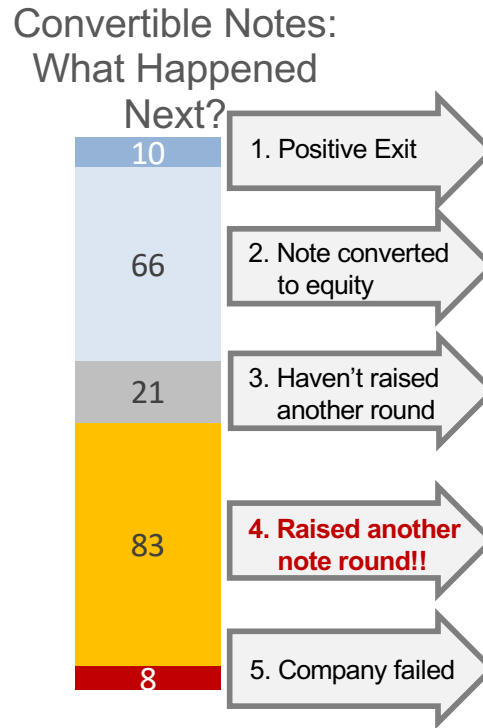 Convertible Notes:
What Happened
Next?
10
1. Positive Exit
66
2. Note converted
to equity
21
3. Haven’t raised
another round
83
4. Raised another
note round!!
8
5. Company failed